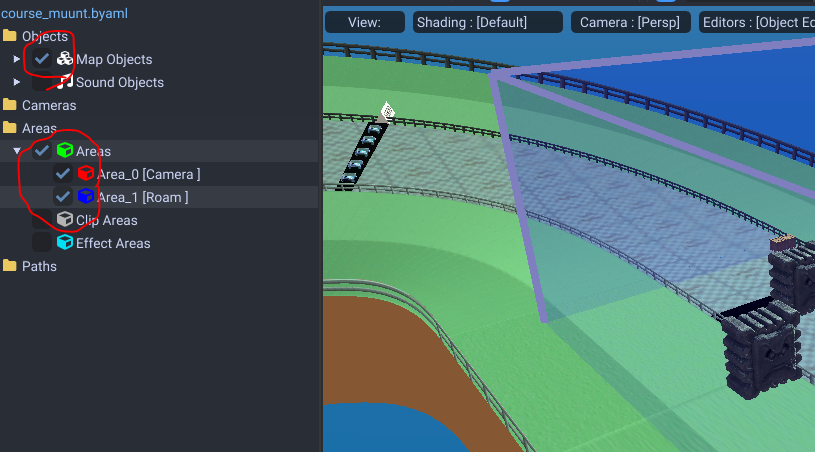 course_muunt.byaml
Objects
Map Objects
Sound Objects
Cameras
Areas
Areas
Area_0 [Camera ]
Area_1 [Roam ]
Clip Areas
Effect Areas
Paths
View:
Shading : [Default]
Camera : [Persp]
Editors : [Object Ec